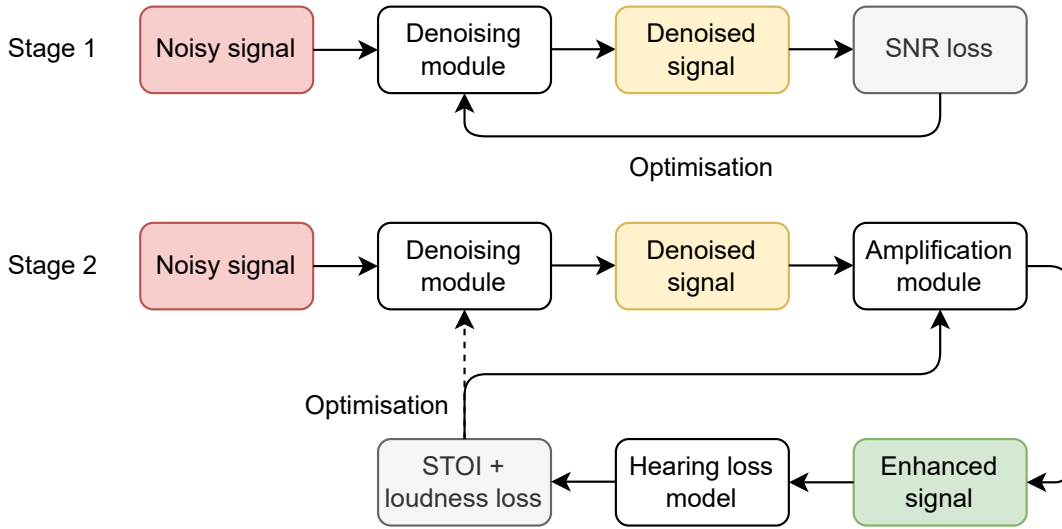 Stage 1
Noisy signal
Denoising
module
Denoised
signal
SNR loss
Optimisation
Stage 2
Noisy signal
Denoising
module
Denoised
signal
Amplification
module
Optimisation
STOI +
loudness loss
Hearing loss
model
Enhanced
signal